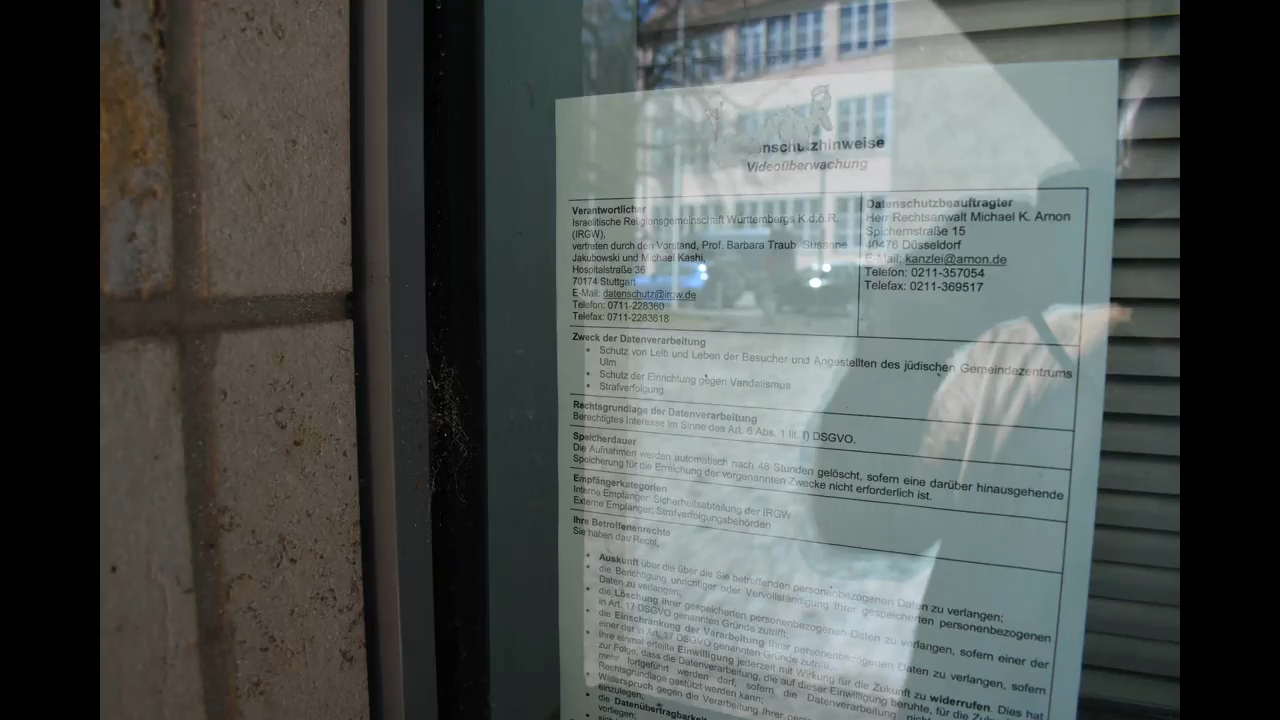 nschutzhinweise
Videoüberwachung
Verantwortlicher
Israelitische Religionsgemeinschaft Württembergs K.d.ö.R.
(IRGW),
vertreten durch den Vorstand, Prof. Barbara Traub, Susanne
Jakubowski und Michael Kashi,
Hospitalstraße 36
70174 Stuttgart
E-Mail: datenschutz@irgw.de
Telefon: 0711-228360
Telefax: 0711-2283618
Datenschutzbeauftragter
Herr Rechtsanwalt Michael K. Arnon
Spichernstraße 15
40476 Düsseldorf
E-Mail: kanzlei@arnon.de
Telefon: 0211-357054
Telefax: 0211-369517
Zweck der Datenverarbeitung
• Schutz von Leib und Leben der Besucher und Angestellten des jüdischen Gemeindezentrums
Ulm
• Schutz der Einrichtung gegen Vandalismus
• Strafverfolgung
Rechtsgrundlage der Datenverarbeitung
Berechtigtes Interesse im Sinne des Art. 6 Abs. 1 lit. f) DSGVO.
Speicherdauer
Die Aufnahmen werden automatisch nach 48 Stunden gelöscht, sofern eine darüber hinausgehende
Speicherung für die Erreichung der vorgenannten Zwecke nicht erforderlich ist.
Empfängerkategorien
Interne Empfänger: Sicherheitsabteilung der IRGW
Externe Empfänger: Strafverfolgungsbehörden
Ihre Betroffenenrechte
Sie haben das Recht,
• Auskunft über die über die Sie betreffenden personenbezogenen Daten zu verlangen;
• die Berichtigung unrichtiger oder Vervollständigung Ihrer gespeicherten personenbezogenen
Daten zu verlangen;
• die Löschung Ihrer gespeicherten personenbezogenen Daten zu verlangen, sofern einer der
in Art. 17 DSGVO genannten Gründe zutrifft;
• die Einschränkung der Verarbeitung Ihrer personenbezogenen Daten zu verlangen, sofern
einer der in Art. 17 DSGVO genannten Gründe zutrifft;
• Ihre einmal erteilte Einwilligung jederzeit mit Wirkung für die Zukunft zu widerrufen. Dies hat
zur Folge, dass die Datenverarbeitung, die auf dieser Einwilligung beruhte, für die Zukunft
mehr fortgeführt werden darf, sofern die Datenverarbeitung
Rechtsgrundlage gestützt werden kann;
• Widerspruch gegen die Verarbeitung Ihrer
einzulegen;
• die Datenübertragbarkeit
vorliegen;